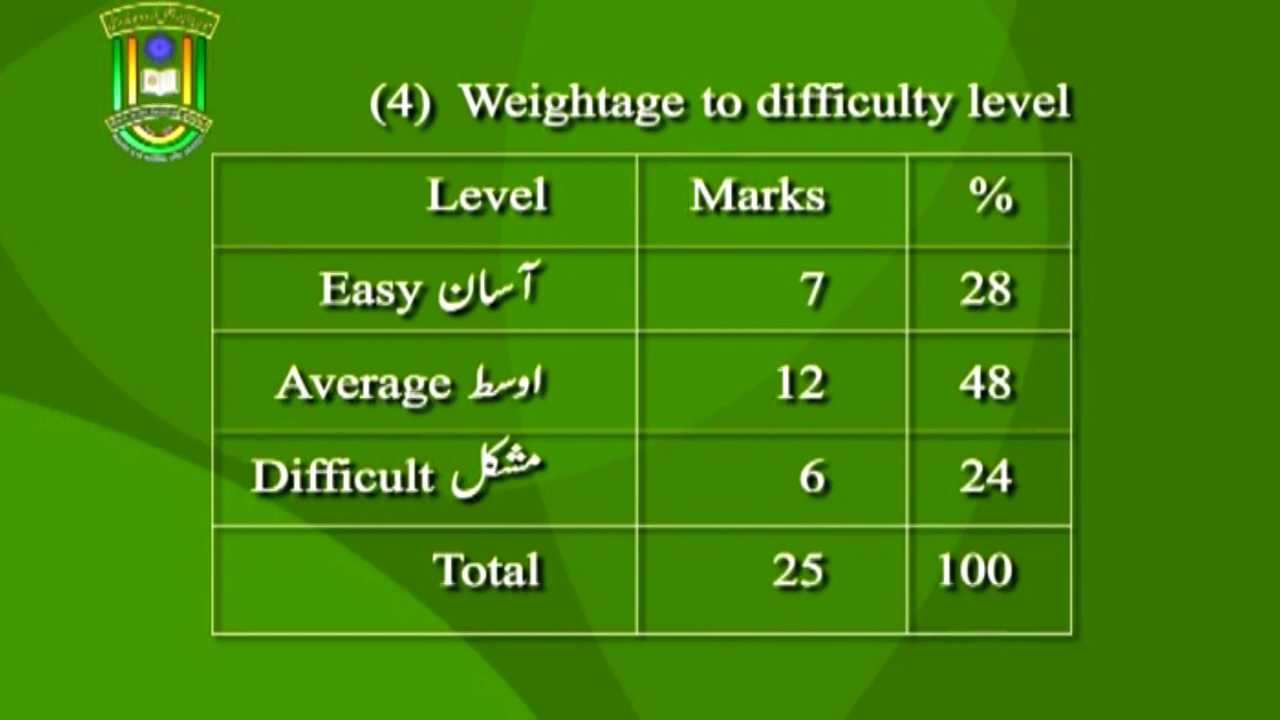 (4) Weightage to difficulty level
Level Marks %
Easy آسان 7 28
Average اوسط 12 48
Difficult مشکل 6 24
Total 25 100